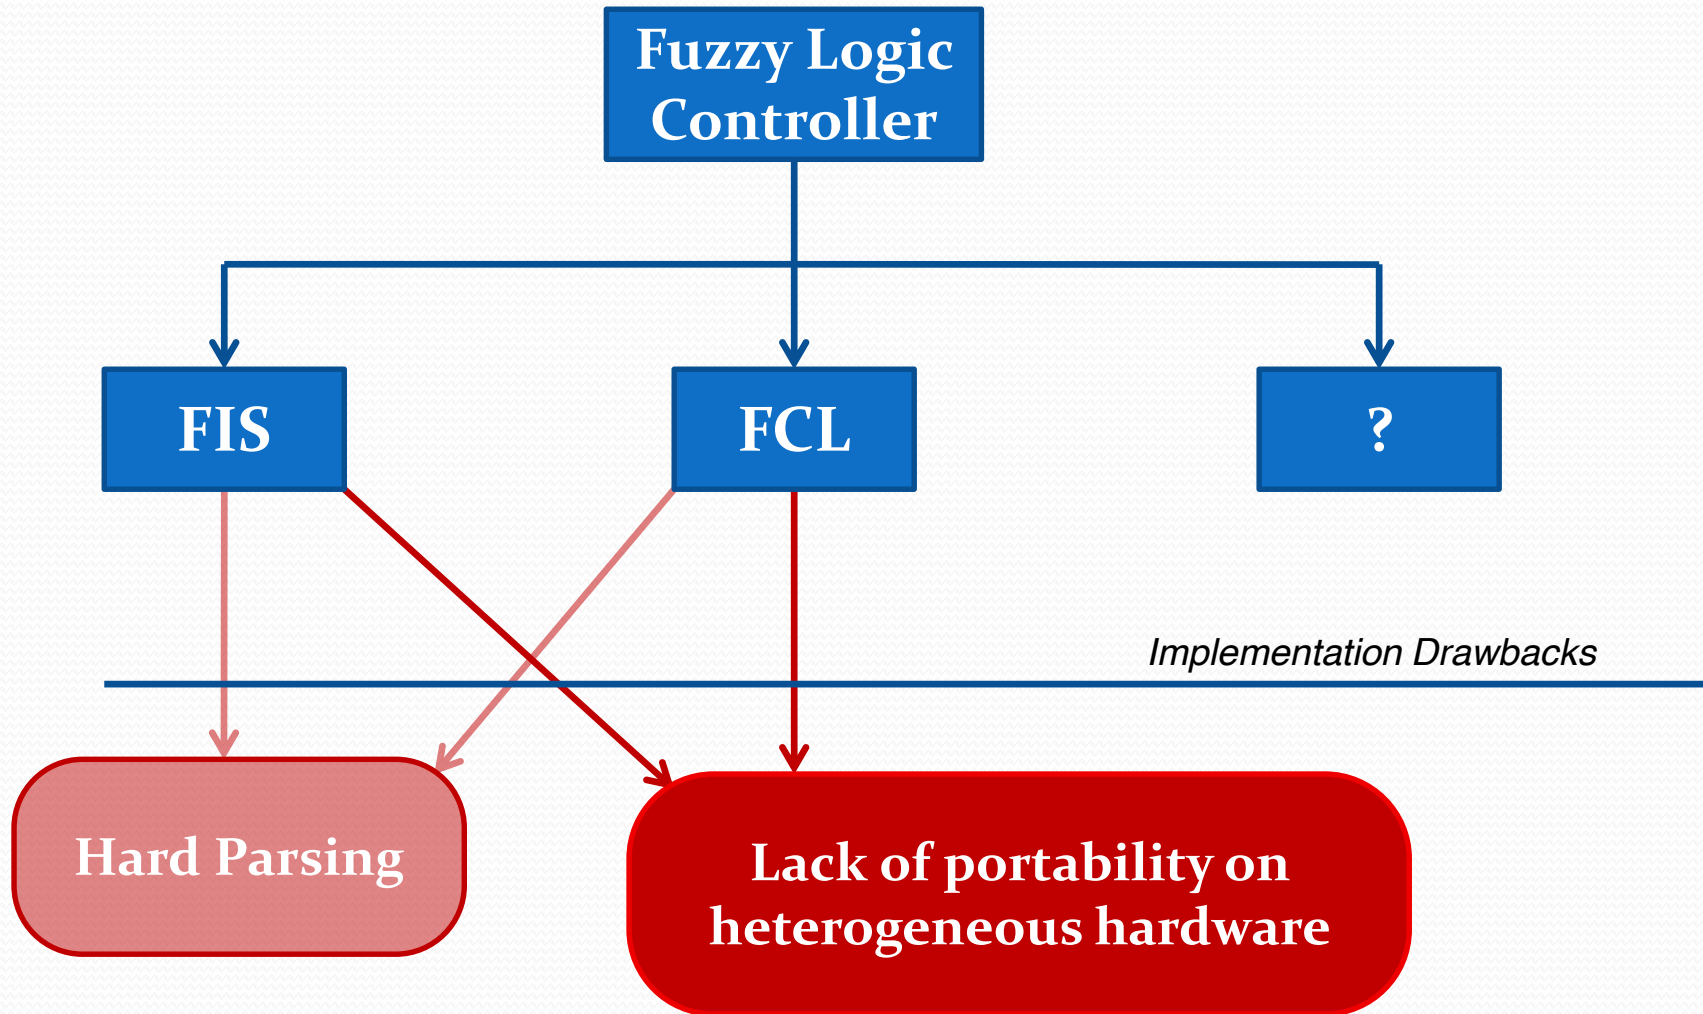 Fuzzy Logic
Controller
FIS
FCL
?
Implementation Drawbacks
Hard Parsing
Lack of portability on
heterogeneous hardware